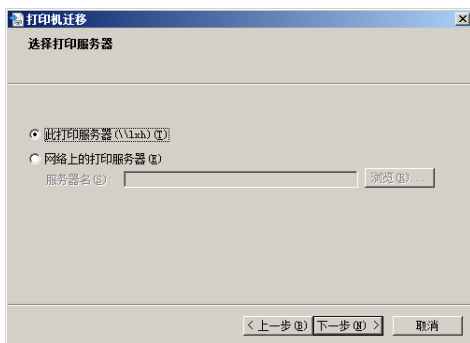 打印机迁移
选择打印服务器
此打印服务器(\\lxh)(T)
网络上的打印服务器(E)
服务器名(S):
浏览(R)...
< 上一步(B) 下一步(N) > 取消